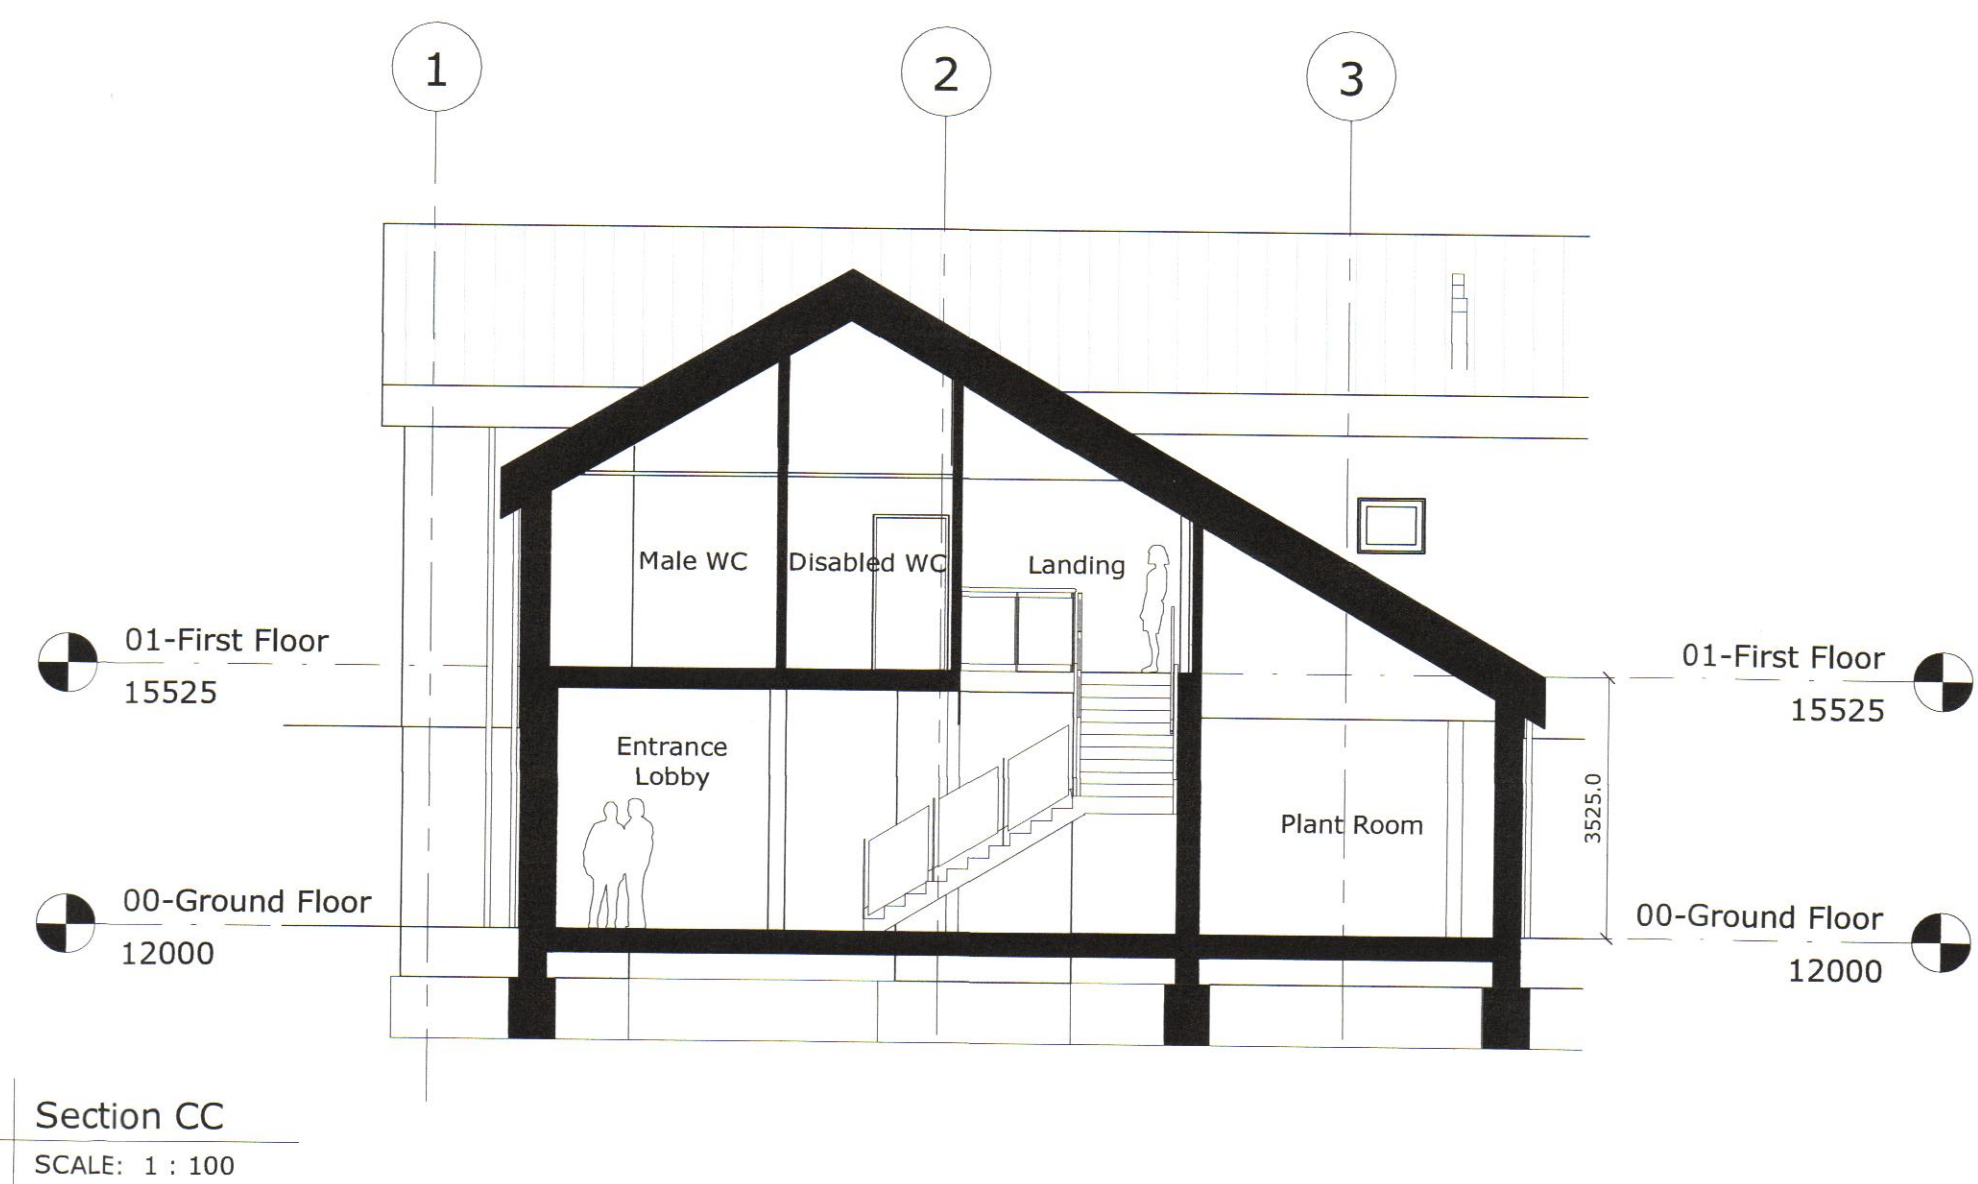 1
2
3
Male WC
Disabled WC
Landing
01-First Floor
15525
01-First Floor
15525
Entrance
Lobby
Plant Room
3525.0
00-Ground Floor
12000
00-Ground Floor
12000
Section CC
SCALE: 1 : 100